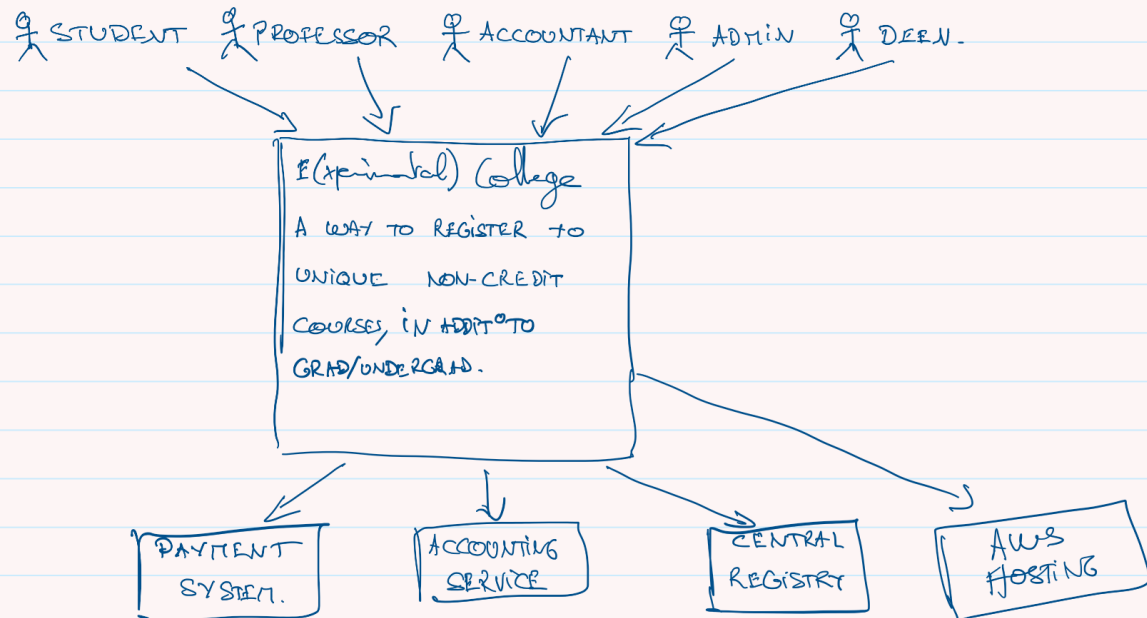 STUDENT PROFESSOR ACCOUNTANT ADMIN DEEN.
E(xperimental) College
A WAY TO REGISTER TO
UNIQUE NON-CREDIT
COURSES, IN ADDIT° TO
GRAD/UNDERGRAD.
PAYMENT
SYSTEM.
ACCOUNTING
SERVICE
CENTRAL
REGISTRY
AWS
HOSTING